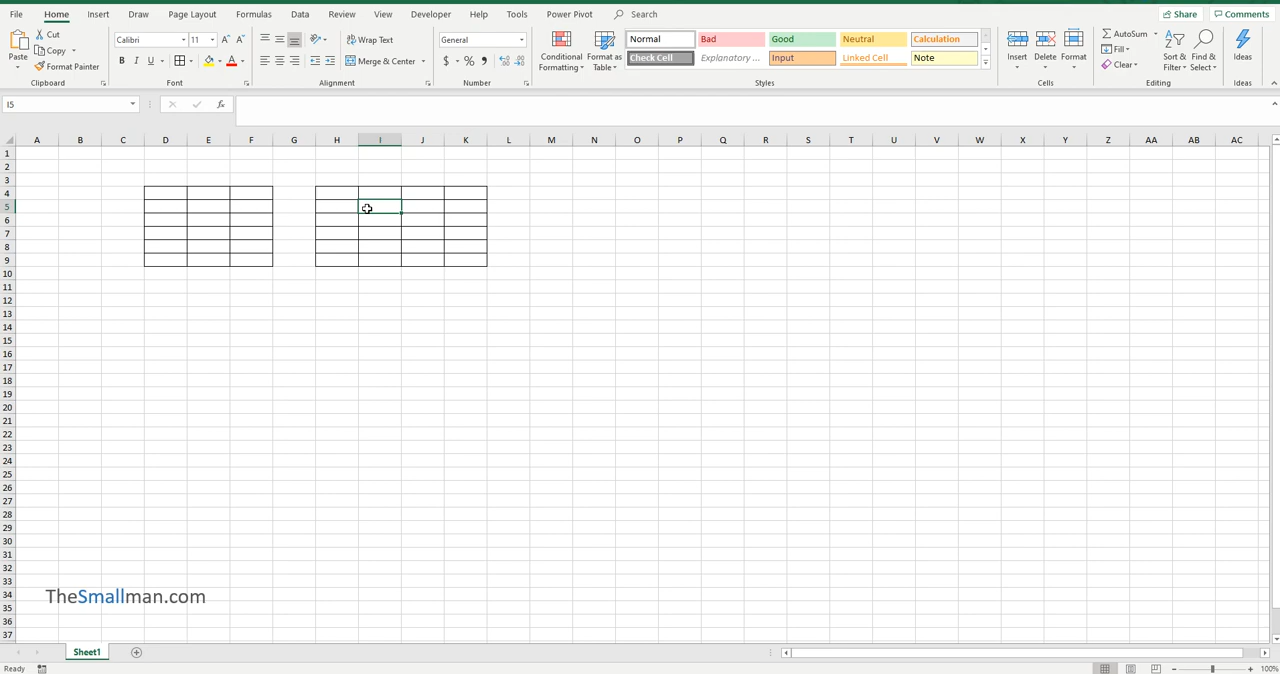 File Home Insert Draw Page Layout Formulas Data Review View Developer Help Tools Power Pivot Search Share Comments
Paste Cut Copy Format Painter Clipboard
Calibri 11 A A B I U A Font
Wrap Text Merge & Center Alignment
General $ % Number
Conditional Formatting Format as Table
Normal Bad Good Neutral Calculation
Check Cell Explanatory ... Input Linked Cell Note
Styles
Insert Delete Format Cells
AutoSum Fill Clear Sort & Filter Find & Select Editing
Ideas Ideas
I5 fx
A B C D E F G H I J K L M N O P Q R S T U V W X Y Z AA AB AC
1
2
3
4
5
6
7
8
9
10
11
12
13
14
15
16
17
18
19
20
21
22
23
24
25
26
27
28
29
30
31
32
33
34
35
36
37
TheSmallman.com
Sheet1
Ready 100%